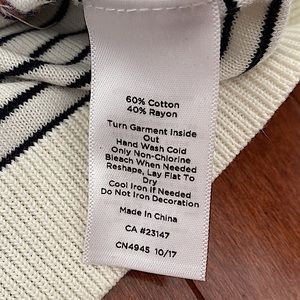 60% Cotton
40% Rayon
Turn Garment Inside
Out
Hand Wash Cold
Only Non-Chlorine
Bleach When Needed
Reshape, Lay Flat To
Dry
Cool Iron If Needed
Do Not Iron Decoration
Made In China
CA #23147
CN4945 10/17